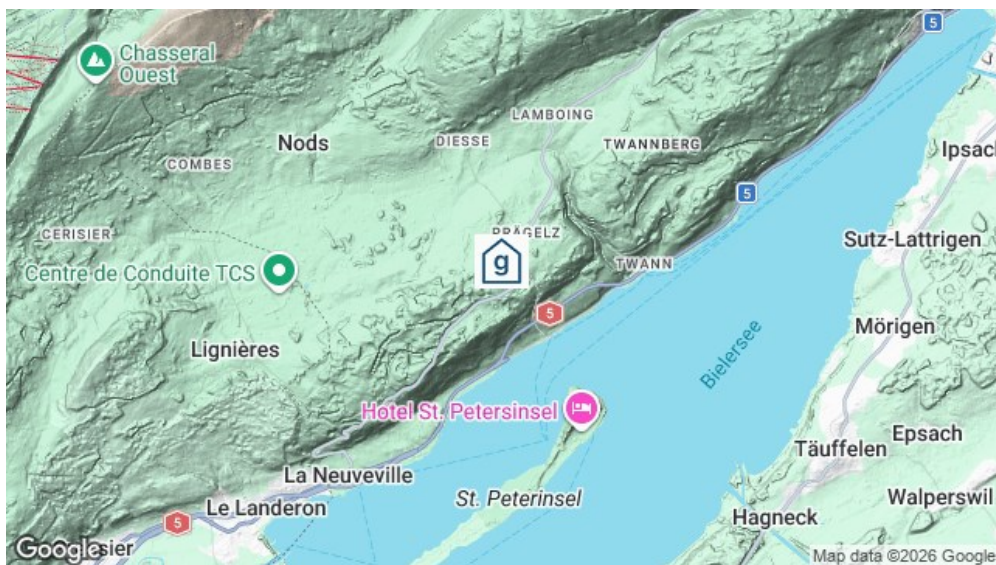 5
Chasseral
Ouest
LAMBOING
Nods
DIESSE
TWANNBERG
Ipsach
COMBES
5
PRÄGELZ
CERISIER
Sutz-Lattrigen
g
TWANN
Centre de Conduite TCS
5
Mörigen
Lignières
Bielersee
Hotel St. Petersinsel
Epsach
Täuffelen
La Neuveville
St. Peterinsel
Walperswil
Le Landeron
Hagneck
5
Google
Map data ©2026 Google